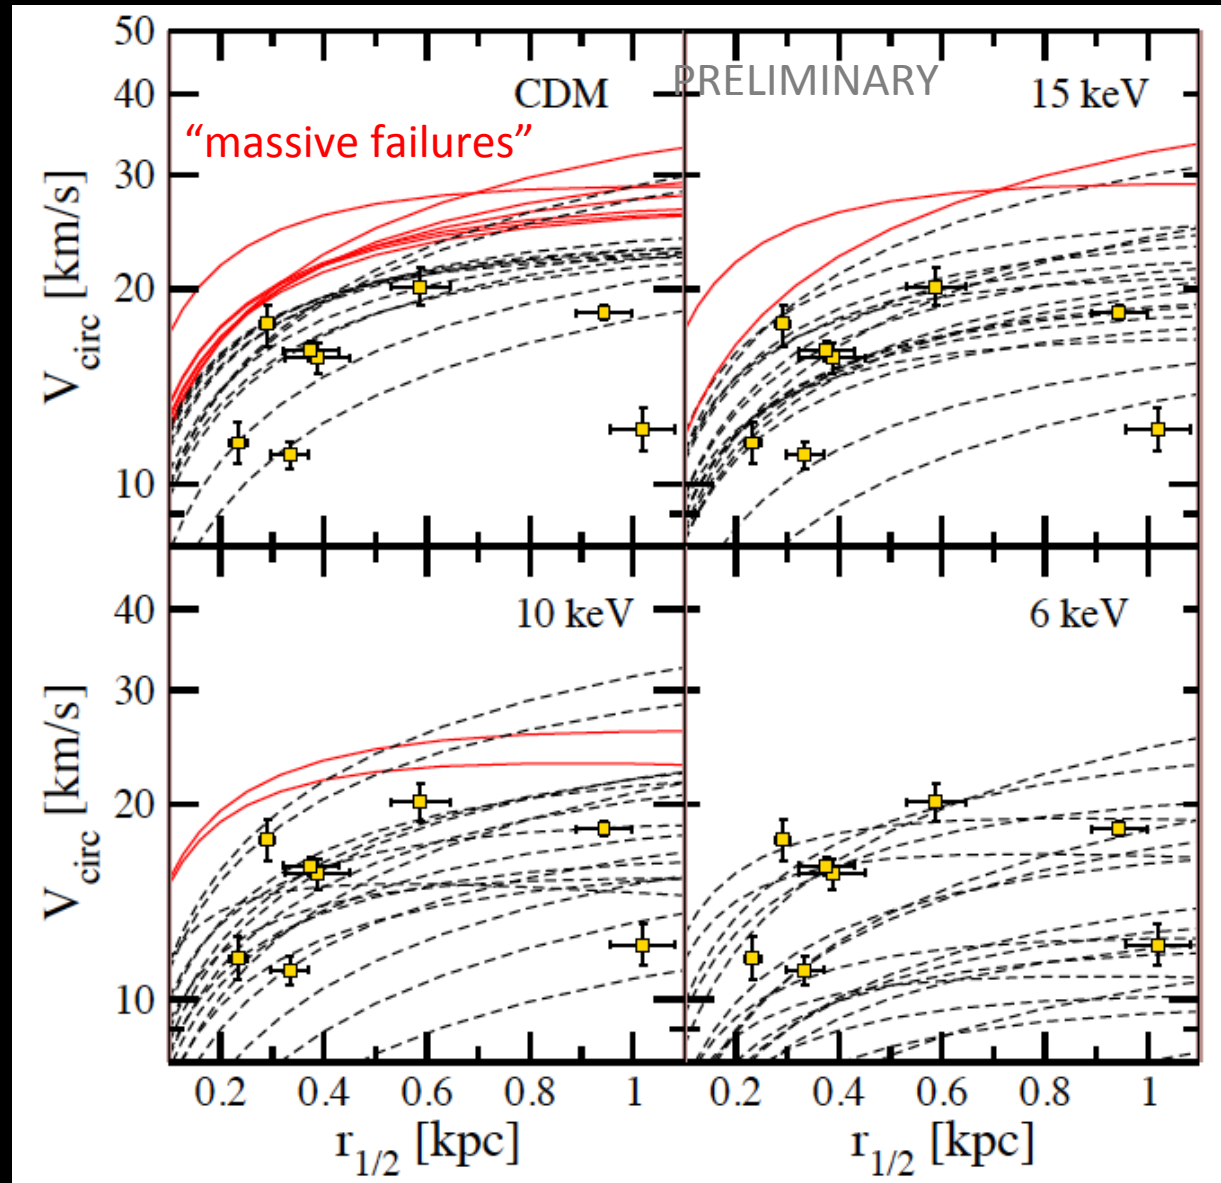 50
40
30
20
10
V_circ [km/s]
CDM
“massive failures”
PRELIMINARY
15 keV
40
30
20
10
V_circ [km/s]
10 keV
6 keV
0.2 0.4 0.6 0.8 1
0.2 0.4 0.6 0.8 1
r_1/2 [kpc]
r_1/2 [kpc]